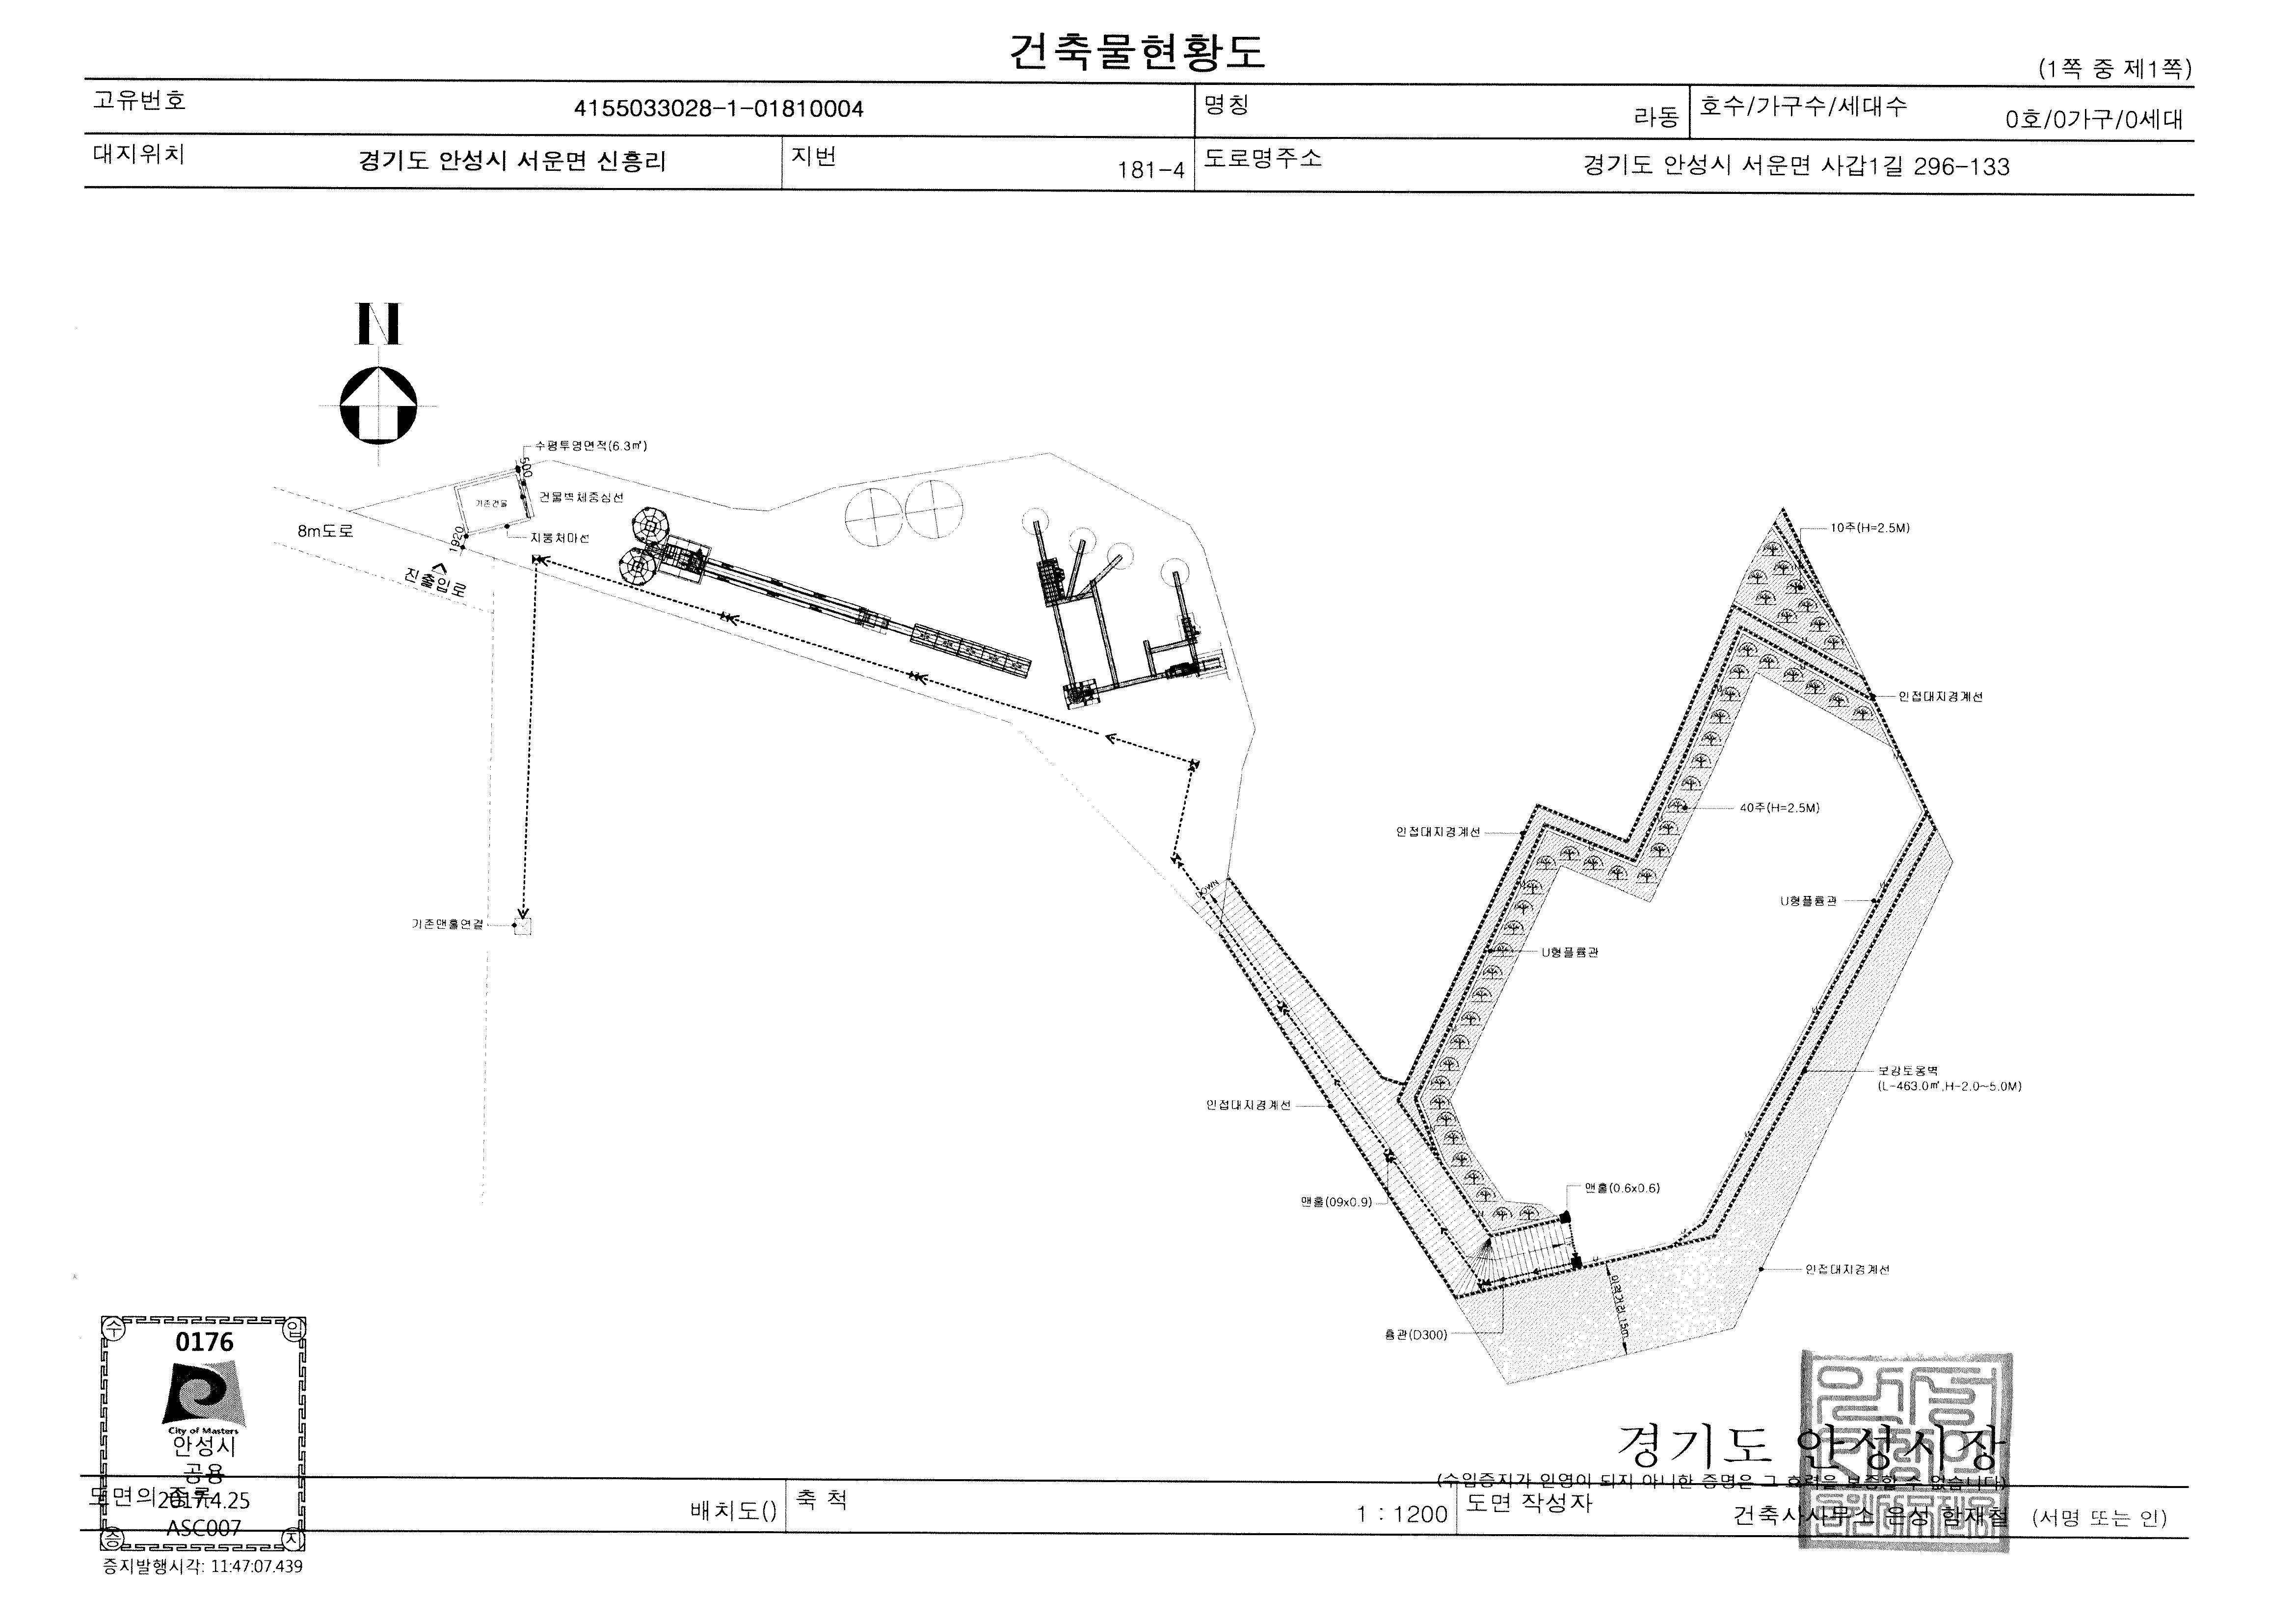 건축물현황도
(1쪽 중 제1쪽)
고유번호 4155033028-1-01810004 명칭 라동 호수/가구수/세대수 0호/0가구/0세대
대지위치 경기도 안성시 서운면 신흥리 지번 181-4 도로명주소 경기도 안성시 서운면 사갑1길 296-133
N
수평투영면적(6.3㎡)
500
기존건물
건물벽체중심선
8m도로
1920
지붕처마선
진출입로
10주(H=2.5M)
인접대지경계선
40주(H=2.5M)
인접대지경계선
DOWN
U형플륨관
기존맨홀연결
U형플륨관
보강토옹벽
(L-463.0㎡,H-2.0~5.0M)
인접대지경계선
맨홀(0.6x0.6)
맨홀(09x0.9)
인접대지경계선
이격거리 15m
흄관(D300)
수 입
0176
City of Masters
안성시
공용
2017.4.25
ASC007
증 지
증지발행시각: 11:47:07.439
경기도 안성시장
(수입증지가 인영이 되지 아니한 증명은 그 효력을 보증할 수 없습니다)
도면의 종류 배치도() 축 척 1 : 1200 도면 작성자 건축사사무소 은성 함재철 (서명 또는 인)